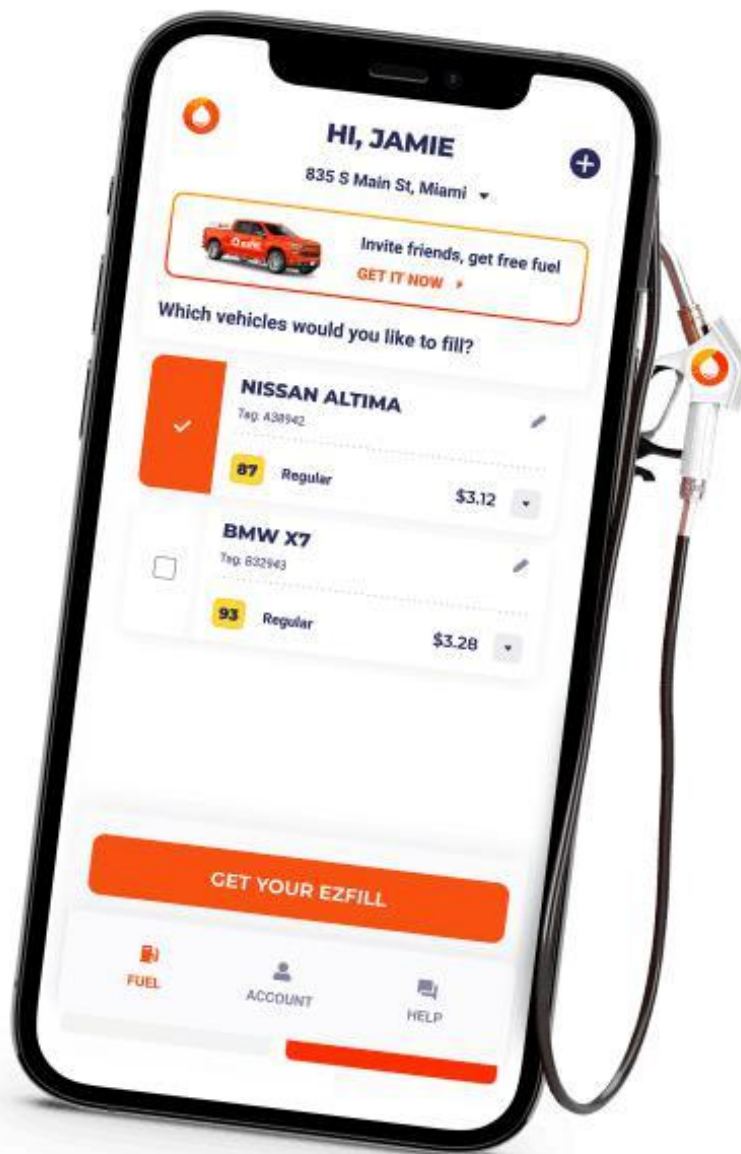 HI, JAMIE
835 S Main St, Miami
Invite friends, get free fuel
GET IT NOW
Which vehicles would you like to fill?
NISSAN ALTIMA
Tag: A38942
87 Regular $3.12
BMW X7
Tag: B32943
93 Regular $3.28
GET YOUR EZFILL
FUEL ACCOUNT HELP